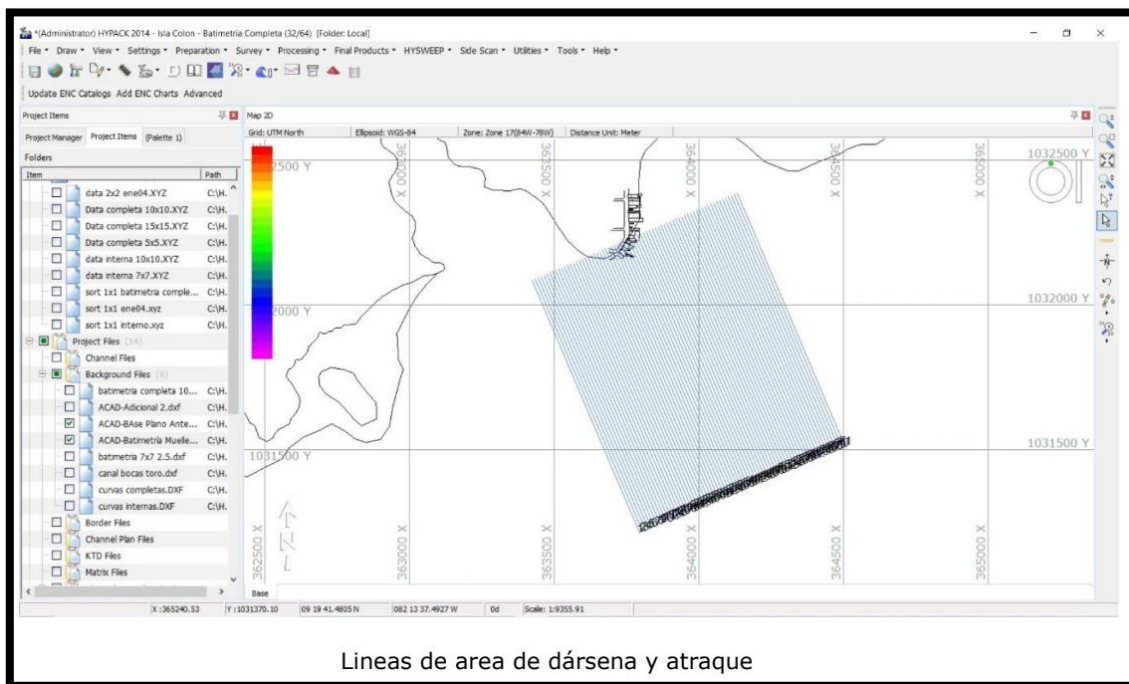 *(Administrator) HYPACK 2014 - Isla Colon - Batimetria Completa (32/64) [Folder: Local]
File Draw View Settings Preparation Survey Processing Final Products HYSWEEP Side Scan Utilities Tools Help
Update ENC Catalogs Add ENC Charts Advanced
Project Items
Project Manager Project Items (Palette 1)
Folders
Item Path
data 2x2 ene04.XYZ C:\H.
Data completa 10x10.XYZ C:\H.
Data completa 15x15.XYZ C:\H.
Data completa 5x5.XYZ C:\H.
data interna 10x10.XYZ C:\H.
data interna 7x7.XYZ C:\H.
sort 1x1 batimetria comple... C:\H.
sort 1x1 ene04.xyz C:\H.
sort 1x1 interno.xyz C:\H.
Project Files (14)
Channel Files
Background Files (8)
batimetria completa 10... C:\H.
ACAD-Adicional 2.dxf C:\H.
ACAD-BAse Plano Ante... C:\H.
ACAD-Batimetría Muelle... C:\H.
batimetria 7x7 2.5.dxf C:\H.
canal bocas toro.dxf C:\H.
curvas completas.DXF C:\H.
curvas internas.DXF C:\H.
Border Files
Channel Plan Files
KTD Files
Matrix Files
Map 2D
Grid: UTM North Ellipsoid: WGS-84 Zone: Zone 17(84W-78W) Distance Unit: Meter
363000 X
363500 X
364000 X
364500 X
365000 X
2500 Y
1032500 Y
2000 Y
1032000 Y
1031500 Y
1031500 Y
362500 X
363000 X
363500 X
364000 X
364500 X
365000 X
Base
X :365240.53 Y :1031370.10 09 19 41.4805 N 082 13 37.4927 W 0d Scale: 1:9355.91
Lineas de area de dársena y atraque